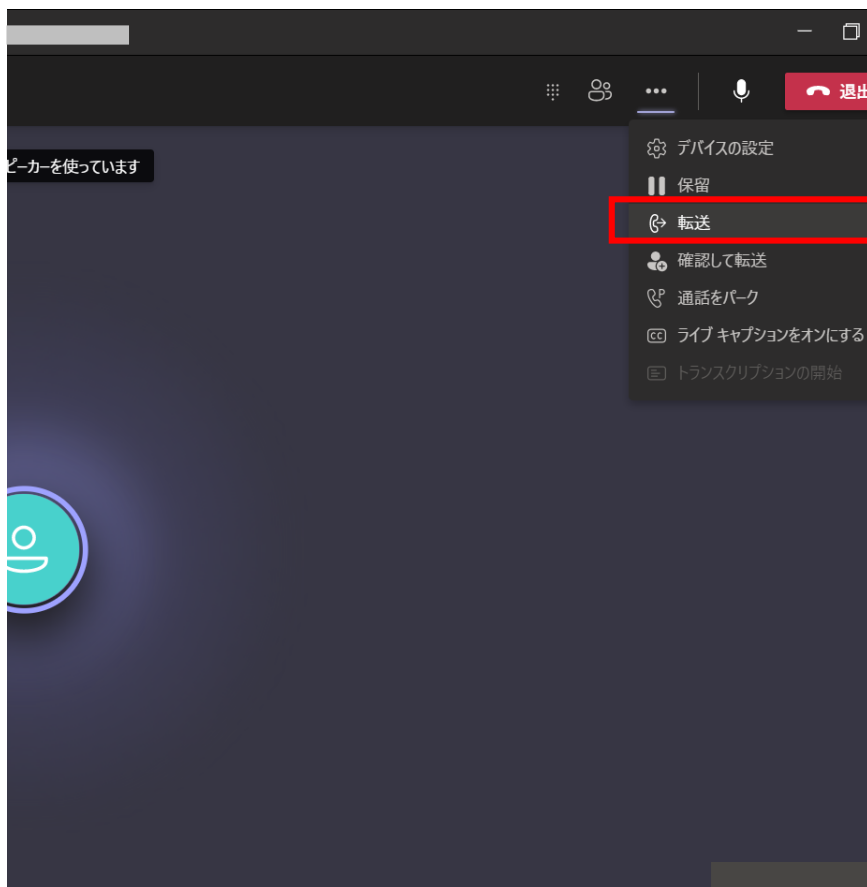 退出
ピーカーを使っています
デバイスの設定
保留
転送
確認して転送
通話をパーク
ライブ キャプションをオンにする
トランスクリプションの開始